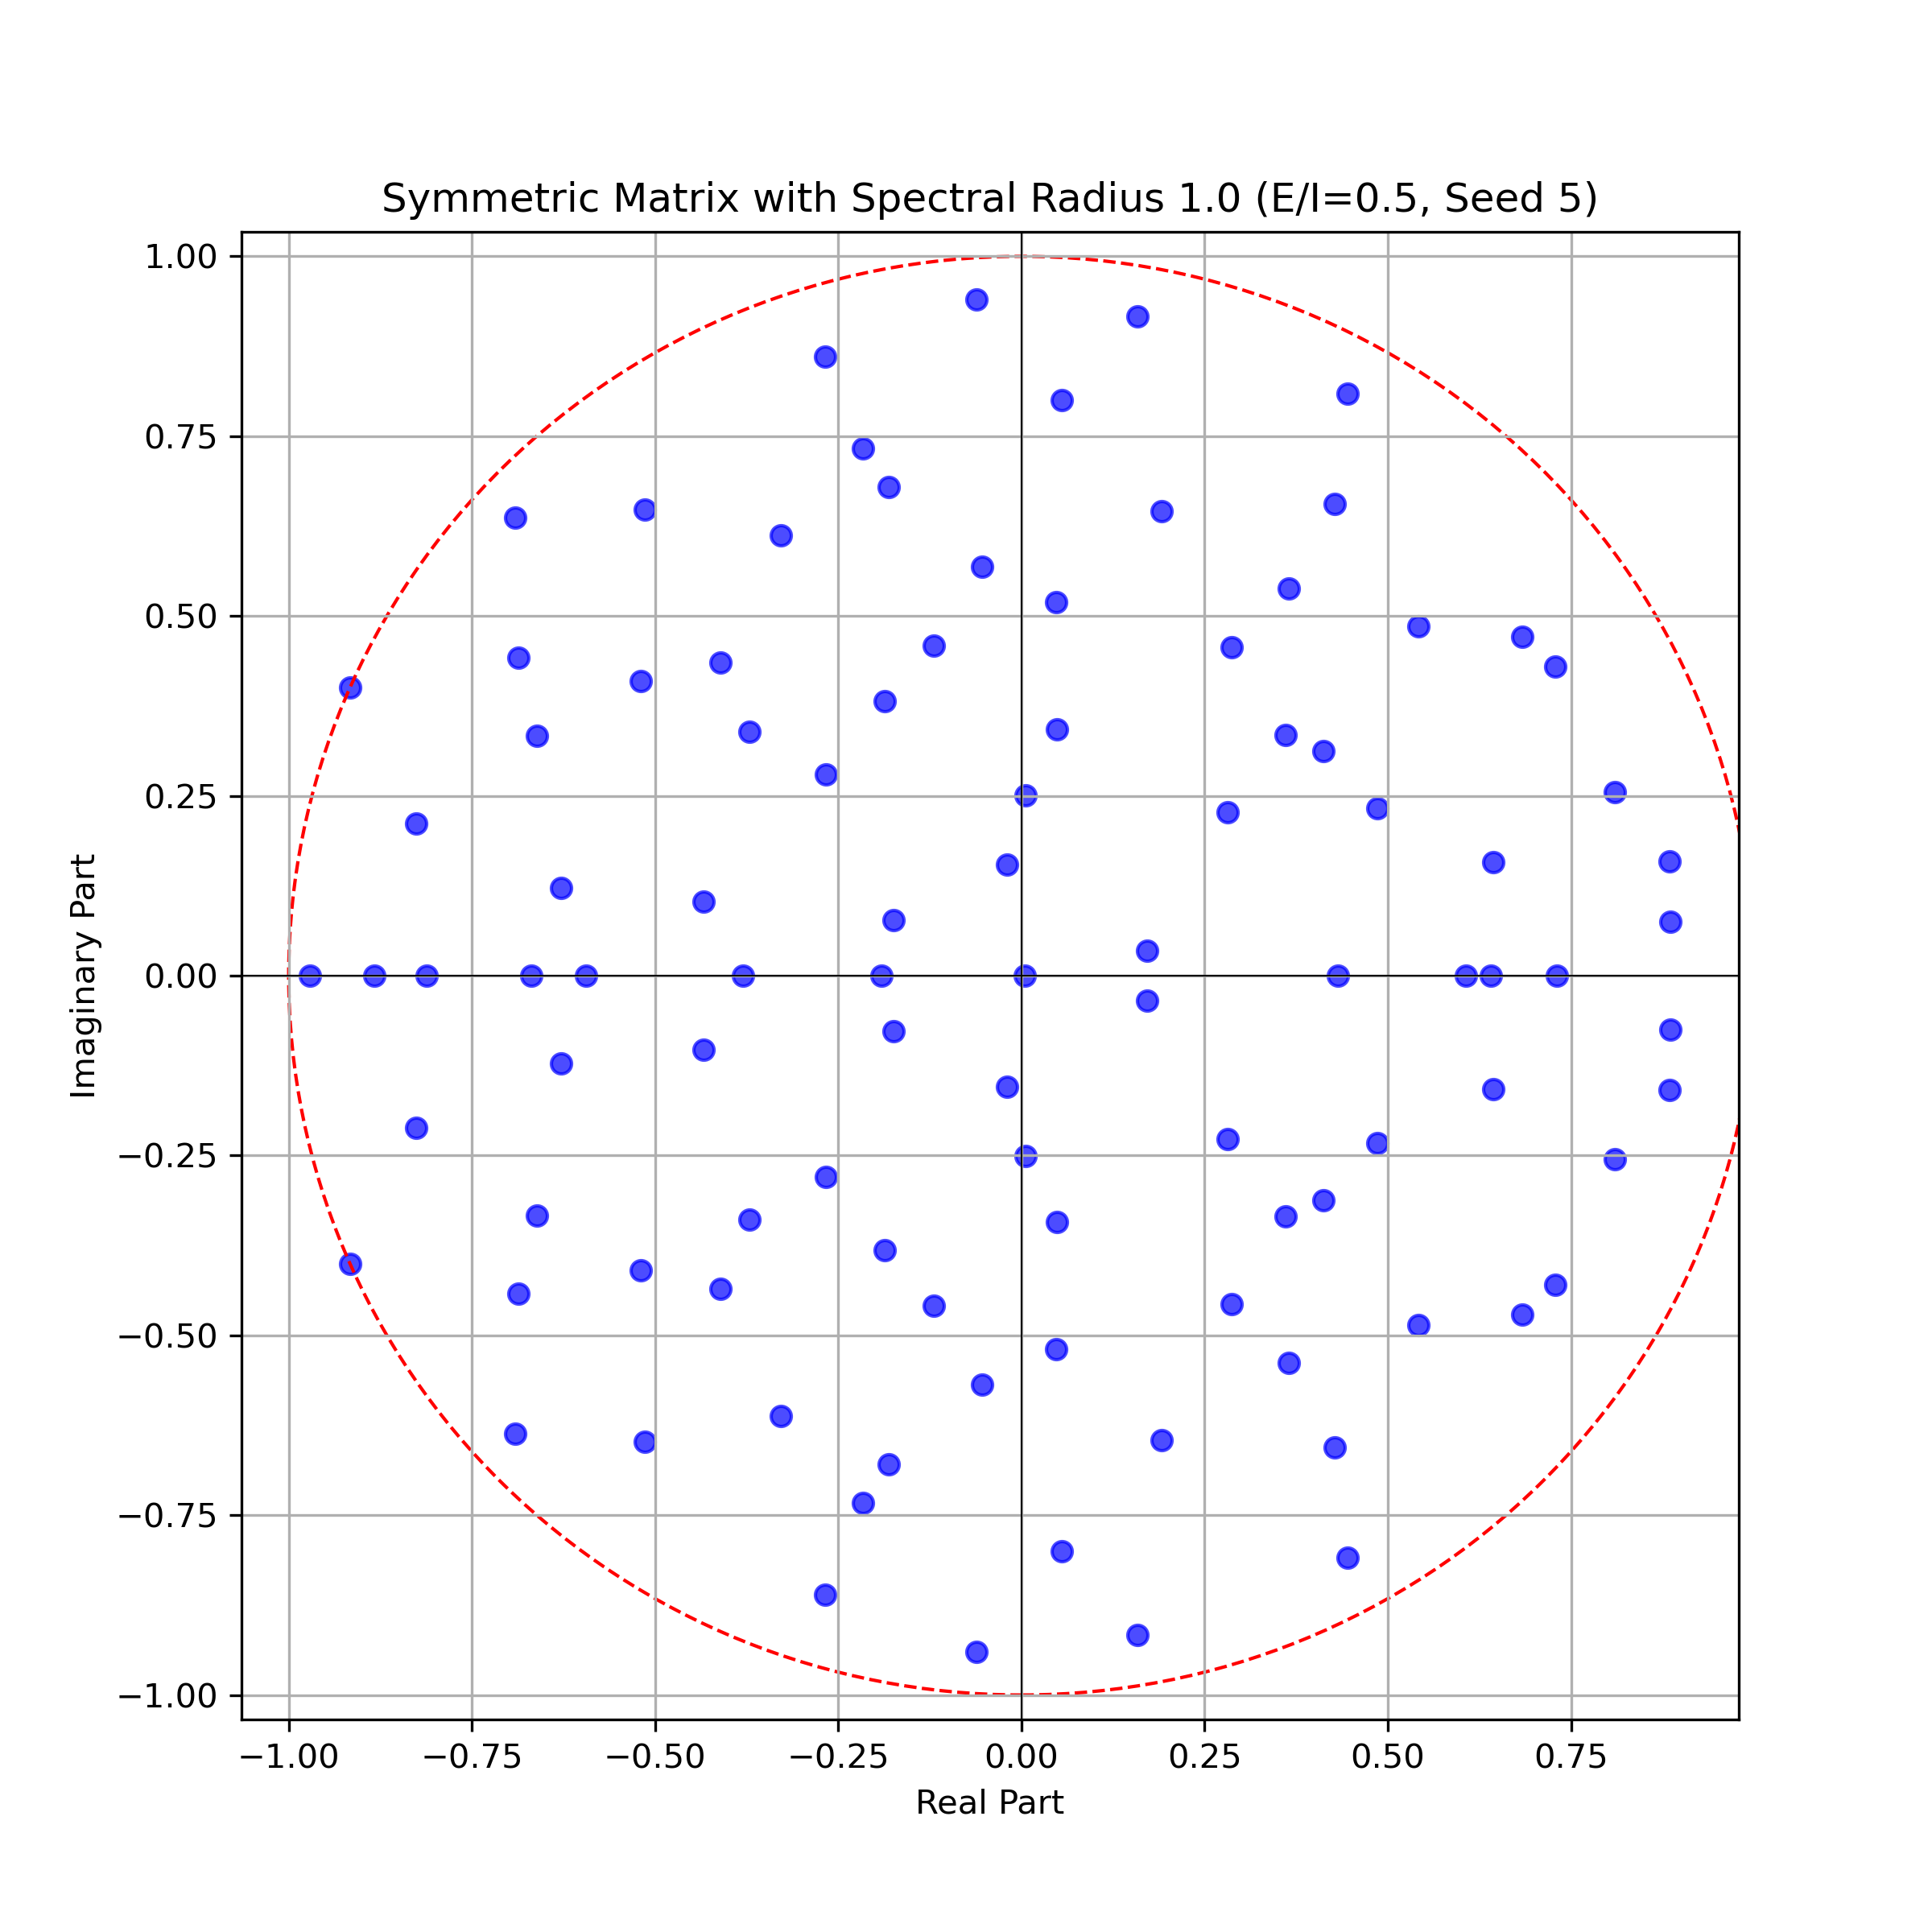 Symmetric Matrix with Spectral Radius 1.0 (E/I=0.5, Seed 5)
1.00
0.75
0.50
0.25
0.00
−0.25
−0.50
−0.75
−1.00
Imaginary Part
−1.00 −0.75 −0.50 −0.25 0.00 0.25 0.50 0.75
Real Part